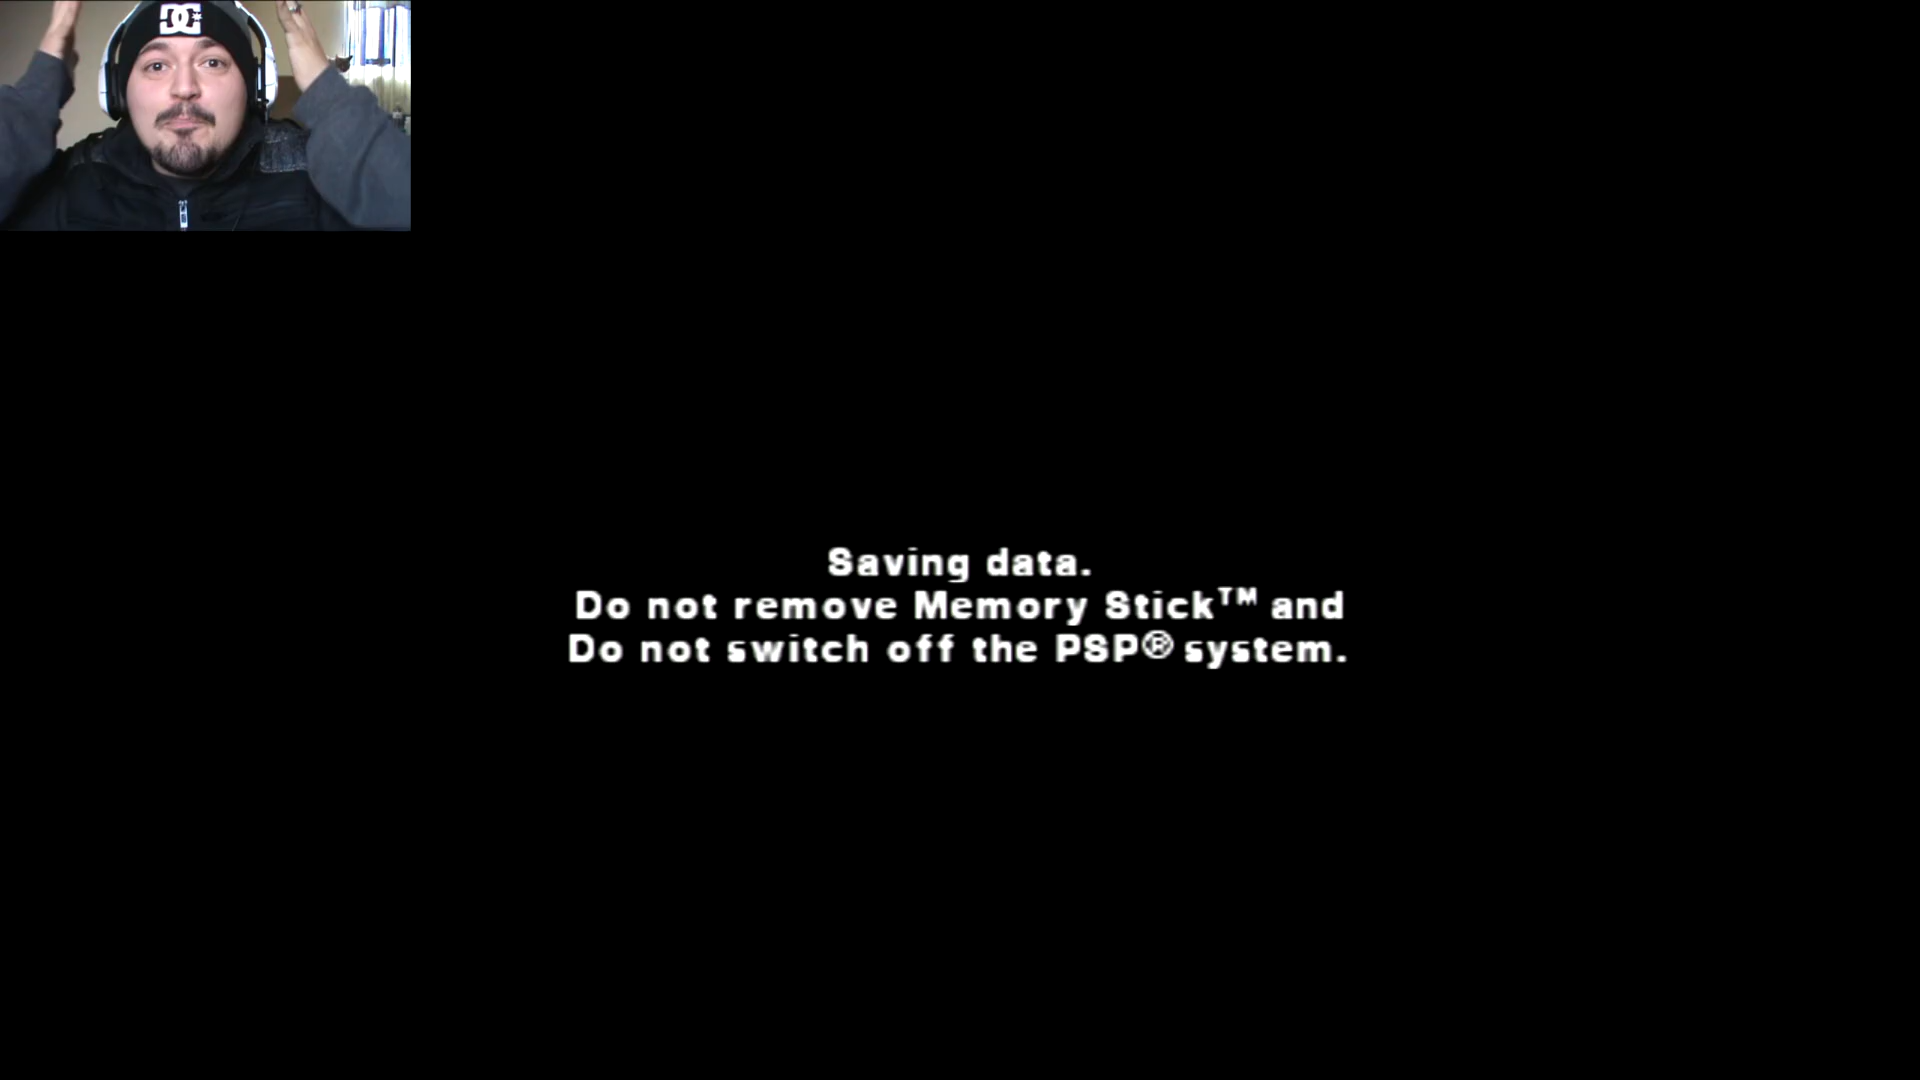 DC
Saving data.
Do not remove Memory Stick™ and
Do not switch off the PSP® system.